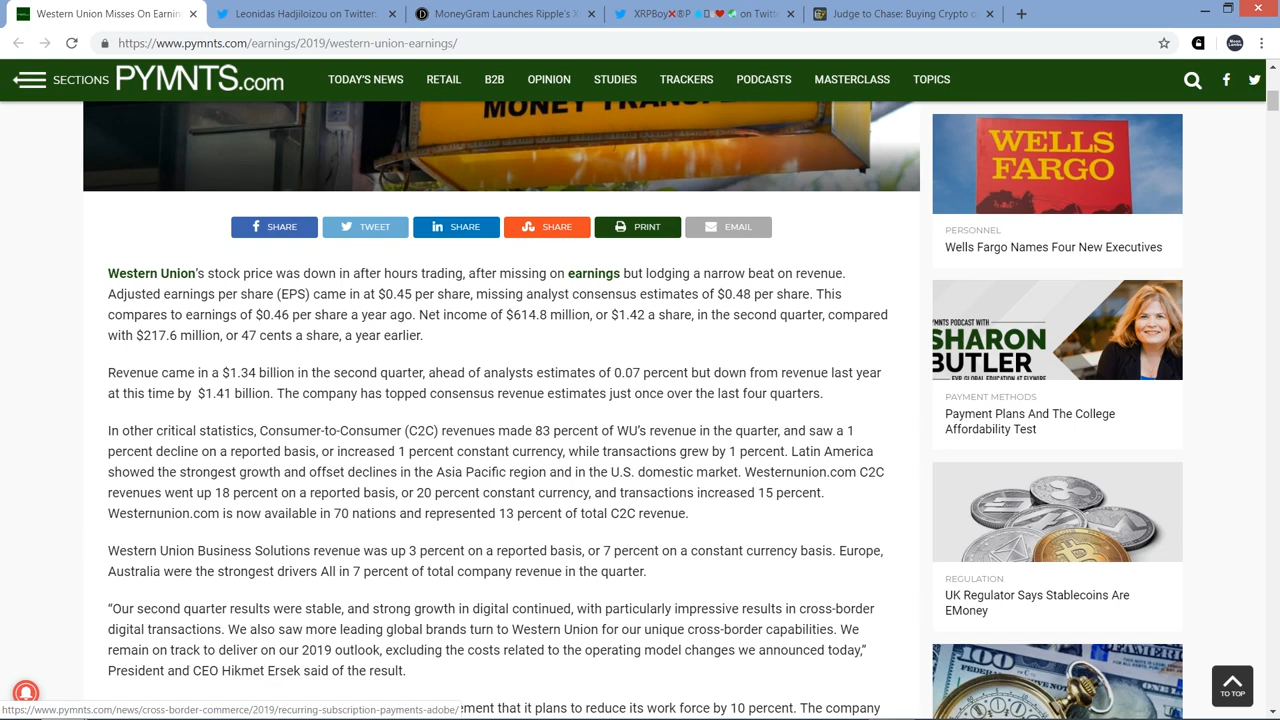 Western Union Misses On Earnin
Leonidas Hadjiloizou on Twitter:
MoneyGram Launches Ripple's X
XRPBoy
on Twitt
Judge to Chase: Buying Crypto c
https://www.pymnts.com/earnings/2019/western-union-earnings/
SECTIONS PYMNTS.com
TODAY'S NEWS RETAIL B2B OPINION STUDIES TRACKERS PODCASTS MASTERCLASS TOPICS
MONEY TRANSFE
SHARE TWEET SHARE SHARE PRINT EMAIL
Western Union's stock price was down in after hours trading, after missing on earnings but lodging a narrow beat on revenue.
Adjusted earnings per share (EPS) came in at $0.45 per share, missing analyst consensus estimates of $0.48 per share. This
compares to earnings of $0.46 per share a year ago. Net income of $614.8 million, or $1.42 a share, in the second quarter, compared
with $217.6 million, or 47 cents a share, a year earlier.
Revenue came in a $1.34 billion in the second quarter, ahead of analysts estimates of 0.07 percent but down from revenue last year
at this time by $1.41 billion. The company has topped consensus revenue estimates just once over the last four quarters.
In other critical statistics, Consumer-to-Consumer (C2C) revenues made 83 percent of WU's revenue in the quarter, and saw a 1
percent decline on a reported basis, or increased 1 percent constant currency, while transactions grew by 1 percent. Latin America
showed the strongest growth and offset declines in the Asia Pacific region and in the U.S. domestic market. Westernunion.com C2C
revenues went up 18 percent on a reported basis, or 20 percent constant currency, and transactions increased 15 percent.
Westernunion.com is now available in 70 nations and represented 13 percent of total C2C revenue.
Western Union Business Solutions revenue was up 3 percent on a reported basis, or 7 percent on a constant currency basis. Europe,
Australia were the strongest drivers All in 7 percent of total company revenue in the quarter.
“Our second quarter results were stable, and strong growth in digital continued, with particularly impressive results in cross-border
digital transactions. We also saw more leading global brands turn to Western Union for our unique cross-border capabilities. We
remain on track to deliver on our 2019 outlook, excluding the costs related to the operating model changes we announced today,”
President and CEO Hikmet Ersek said of the result.
ment that it plans to reduce its work force by 10 percent. The company
https://www.pymnts.com/news/cross-border-commerce/2019/recurring-subscription-payments-adobe/
WELLS
FARGO
PERSONNEL
Wells Fargo Names Four New Executives
YMNTS PODCAST WITH
SHARON
BUTLER
EVP, GLOBAL EDUCATION AT FLYWIRE
PAYMENT METHODS
Payment Plans And The College
Affordability Test
REGULATION
UK Regulator Says Stablecoins Are
EMoney
100
TO TOP